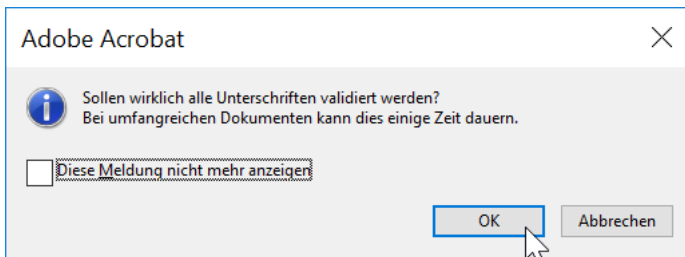 Adobe Acrobat
Sollen wirklich alle Unterschriften validiert werden?
Bei umfangreichen Dokumenten kann dies einige Zeit dauern.
Diese Meldung nicht mehr anzeigen
OK
Abbrechen